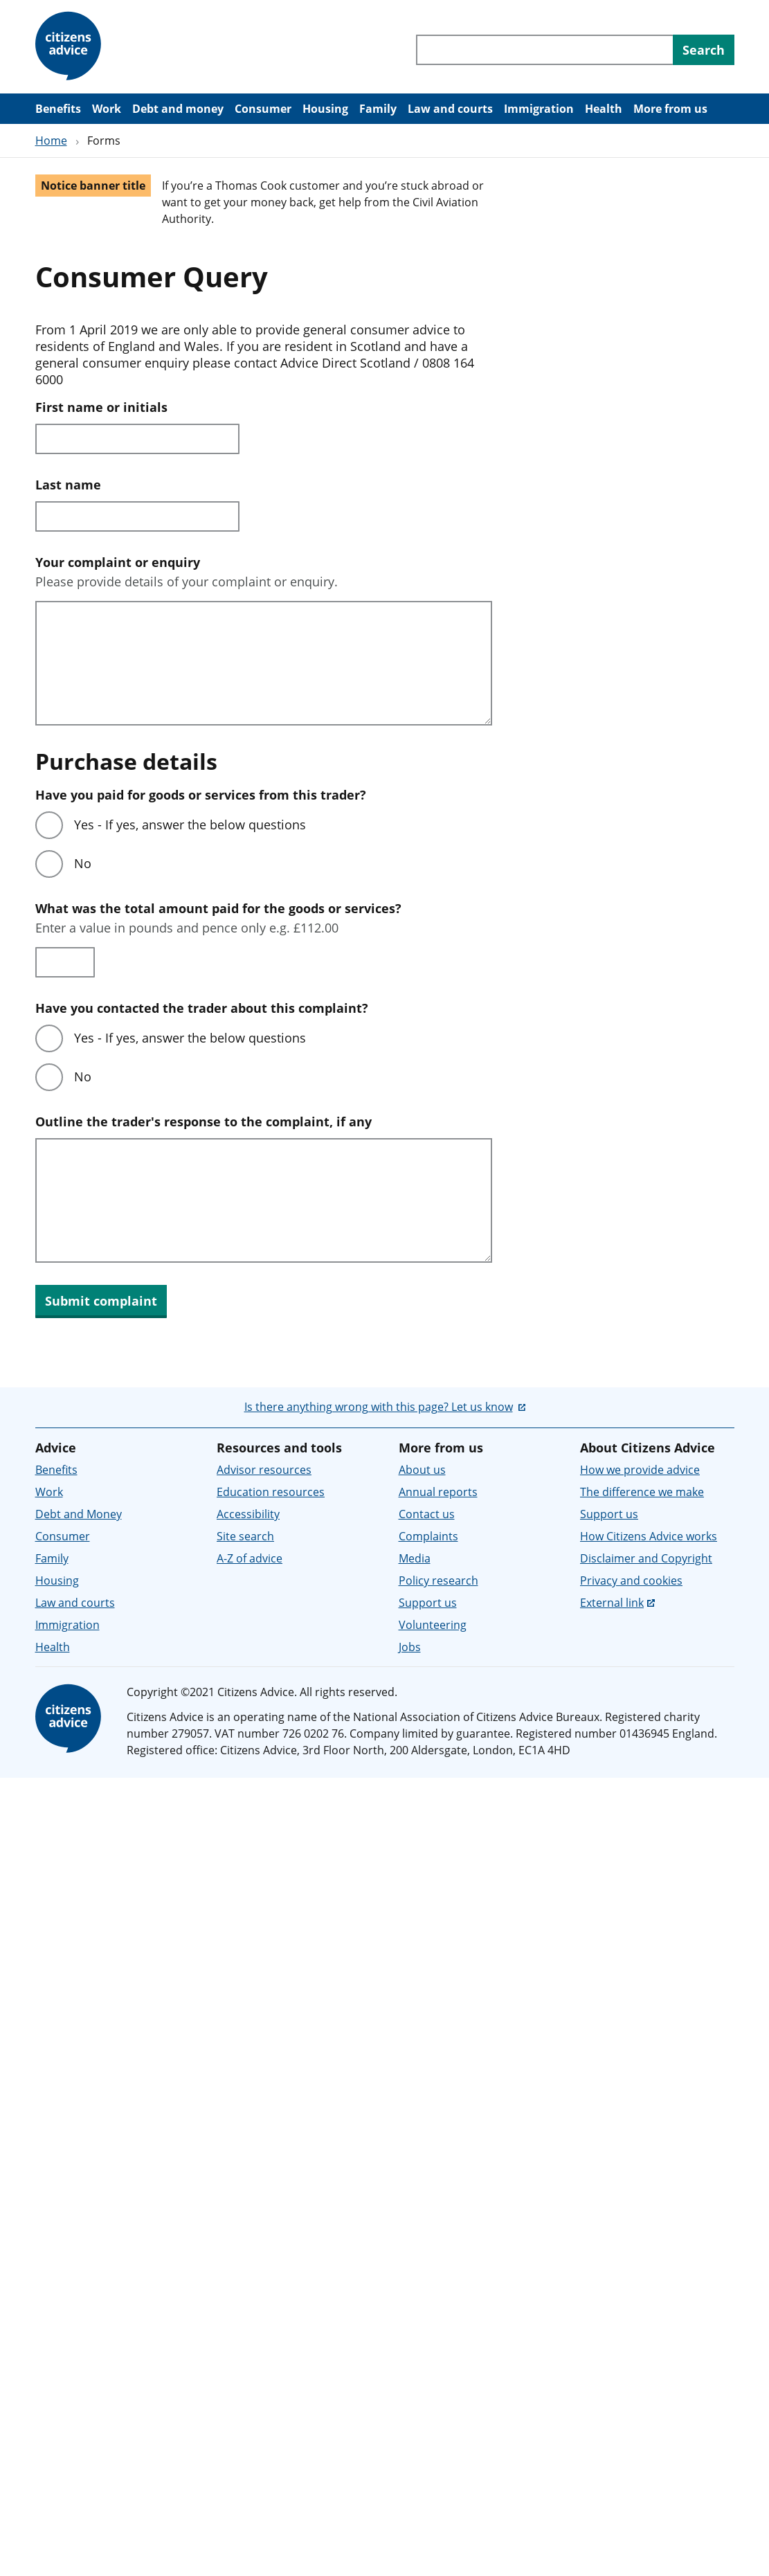 citizens
advice
Search
Benefits Work Debt and money Consumer Housing Family Law and courts Immigration Health More from us
Home › Forms
Notice banner title
If you’re a Thomas Cook customer and you’re stuck abroad or
want to get your money back, get help from the Civil Aviation
Authority.
Consumer Query
From 1 April 2019 we are only able to provide general consumer advice to
residents of England and Wales. If you are resident in Scotland and have a
general consumer enquiry please contact Advice Direct Scotland / 0808 164
6000
First name or initials
Last name
Your complaint or enquiry
Please provide details of your complaint or enquiry.
Purchase details
Have you paid for goods or services from this trader?
Yes - If yes, answer the below questions
No
What was the total amount paid for the goods or services?
Enter a value in pounds and pence only e.g. £112.00
Have you contacted the trader about this complaint?
Yes - If yes, answer the below questions
No
Outline the trader's response to the complaint, if any
Submit complaint
Is there anything wrong with this page? Let us know
Advice
Benefits
Work
Debt and Money
Consumer
Family
Housing
Law and courts
Immigration
Health
Resources and tools
Advisor resources
Education resources
Accessibility
Site search
A-Z of advice
More from us
About us
Annual reports
Contact us
Complaints
Media
Policy research
Support us
Volunteering
Jobs
About Citizens Advice
How we provide advice
The difference we make
Support us
How Citizens Advice works
Disclaimer and Copyright
Privacy and cookies
External link
citizens
advice
Copyright ©2021 Citizens Advice. All rights reserved.
Citizens Advice is an operating name of the National Association of Citizens Advice Bureaux. Registered charity
number 279057. VAT number 726 0202 76. Company limited by guarantee. Registered number 01436945 England.
Registered office: Citizens Advice, 3rd Floor North, 200 Aldersgate, London, EC1A 4HD